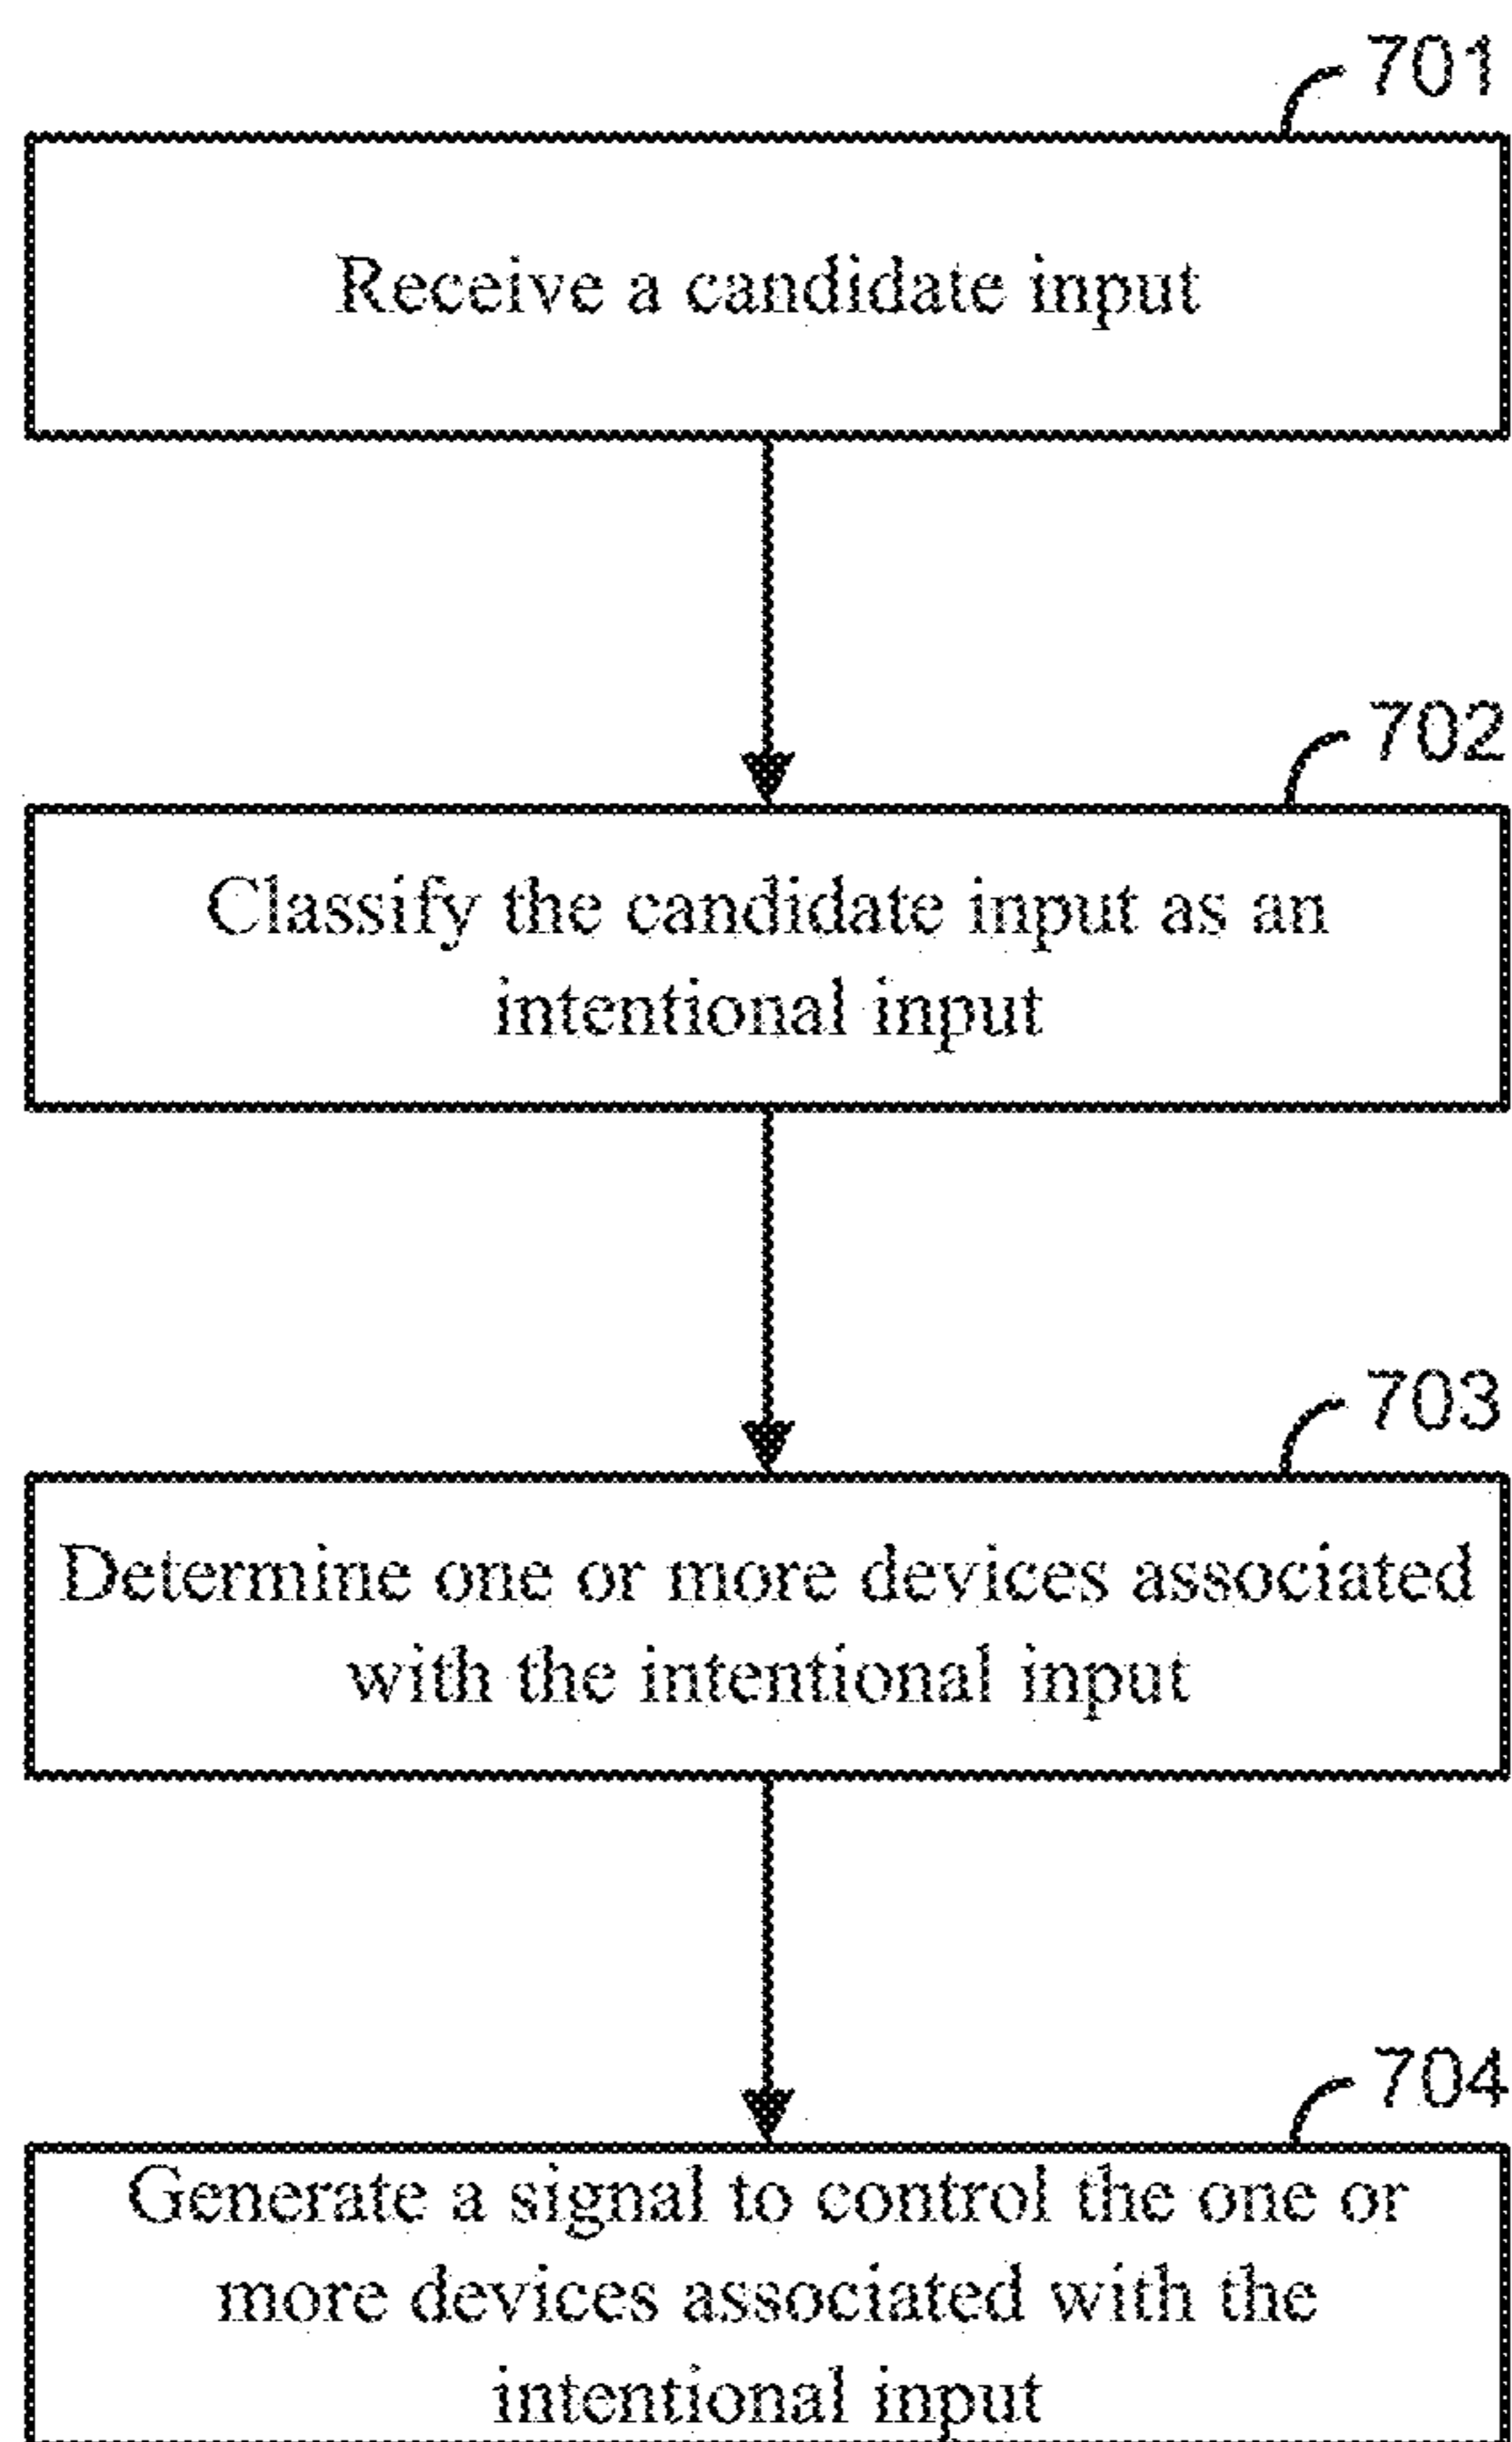 701
Receive a candidate input
702
Classify the candidate input as an
intentional input
703
Determine one or more devices associated
with the intentional input
704
Generate a signal to control the one or
more devices associated with the
intentional input